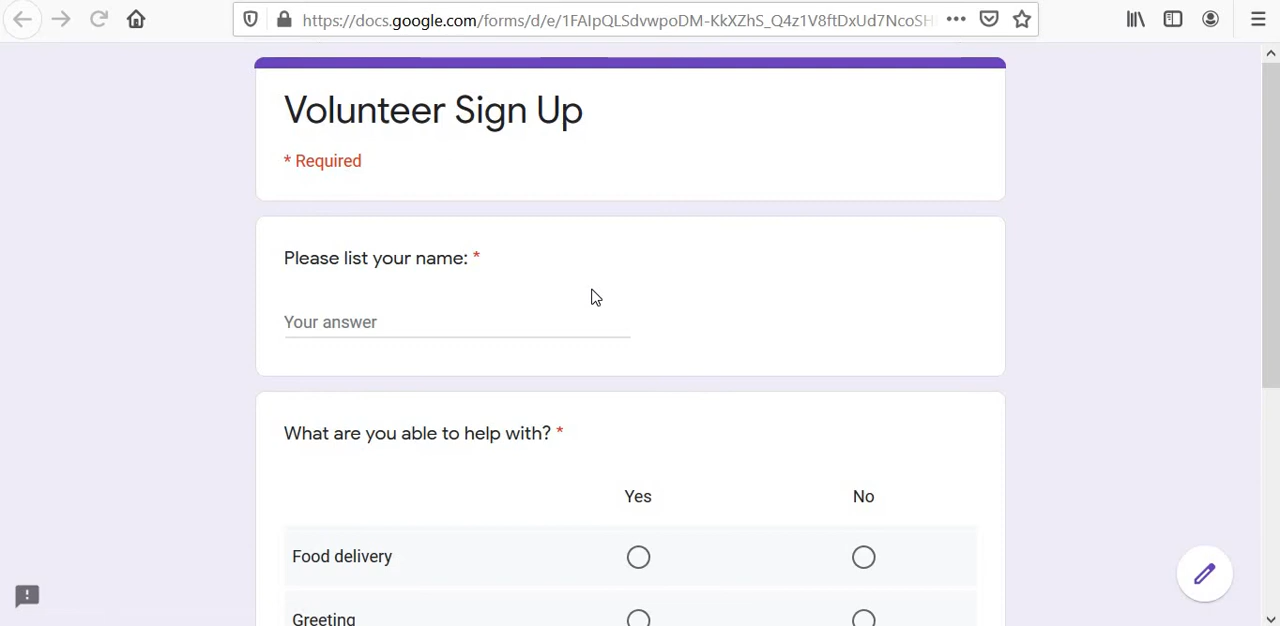 https://docs.google.com/forms/d/e/1FAIpQLSdvwpoDM-KkXZhS_Q4z1V8ftDxUd7NcoSH
Volunteer Sign Up
* Required
Please list your name: *
Your answer
What are you able to help with? *
Yes No
Food delivery
Greeting